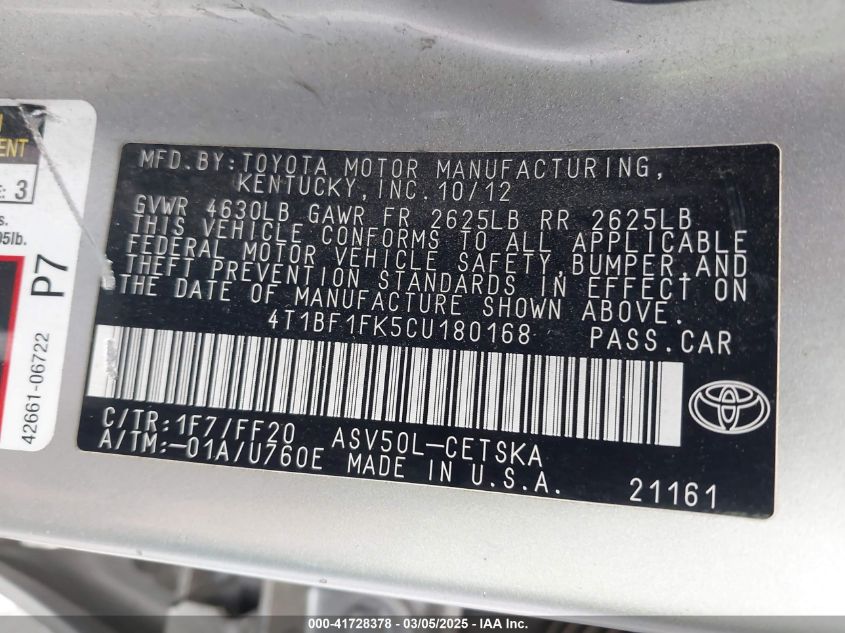 ENT
: 3
s.
95lb.
P7
42661-06722
MFD. BY: TOYOTA MOTOR MANUFACTURING,
KENTUCKY, INC. 10/12
GVWR 4630LB GAWR FR 2625LB RR 2625LB
THIS VEHICLE CONFORMS TO ALL APPLICABLE
FEDERAL MOTOR VEHICLE SAFETY, BUMPER, AND
THEFT PREVENTION STANDARDS IN EFFECT ON
THE DATE OF MANUFACTURE SHOWN ABOVE.
4T1BF1FK5CU180168 PASS. CAR
C/TR: 1F7/FF20 ASV50L-CETSKA
A/TM: -01A/U760E MADE IN U.S.A. 21161
© (000)-41728378 - 03/05/2025 - IAA Inc.